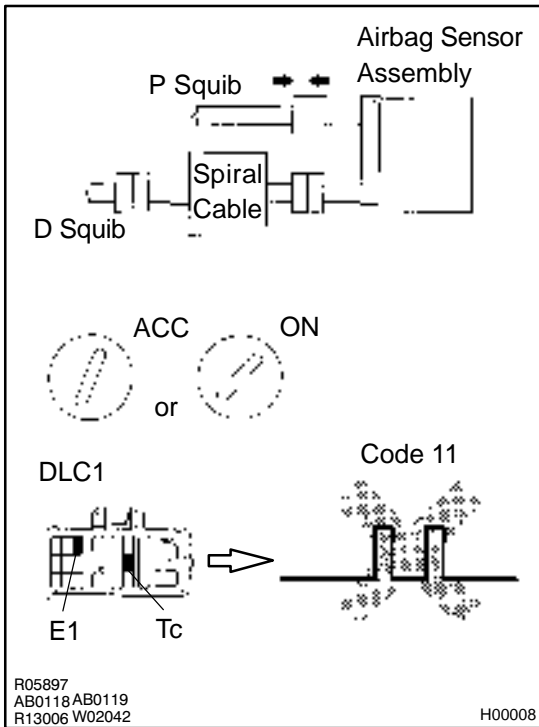 Airbag Sensor
Assembly
P Squib
Spiral
Cable
D Squib
ACC
ON
or
DLC1
Code 11
E1
Tc
R05897
AB0118 AB0119
R13006 W02042
H00008